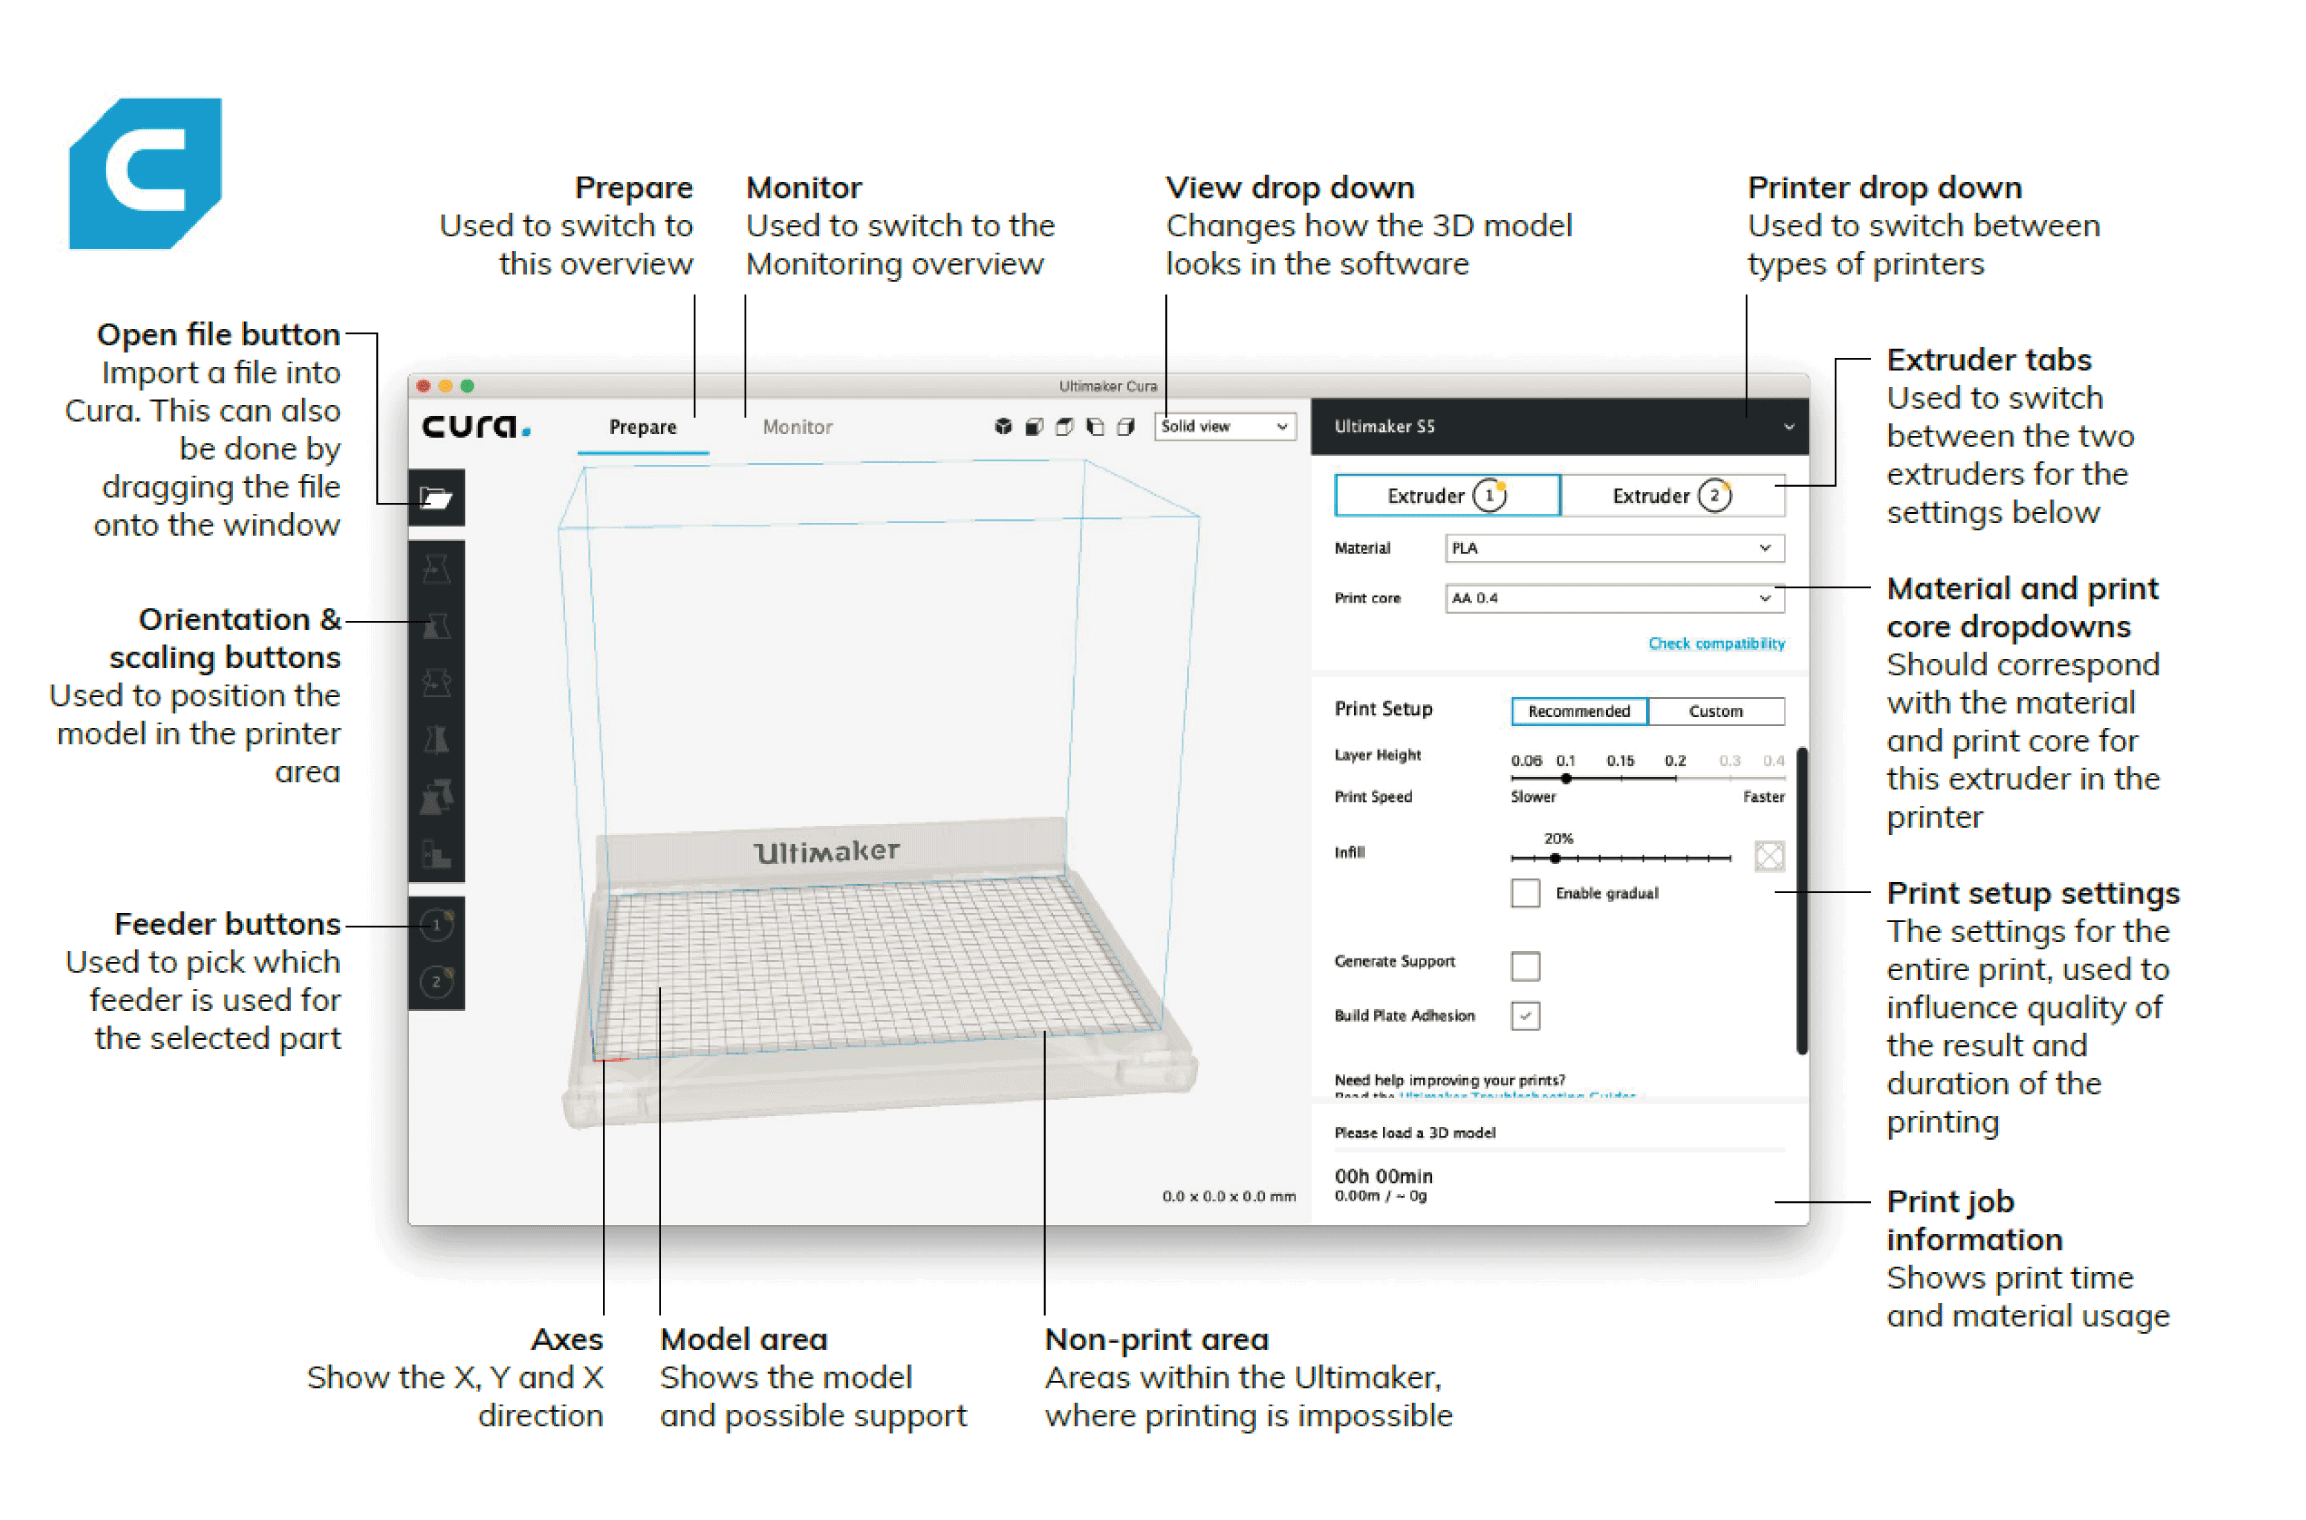 Prepare
Used to switch to
this overview
Monitor
Used to switch to the
Monitoring overview
View drop down
Changes how the 3D model
looks in the software
Printer drop down
Used to switch between
types of printers
Open file button
Import a file into
Cura. This can also
be done by
dragging the file
onto the window
Orientation &
scaling buttons
Used to position the
model in the printer
area
Feeder buttons
Used to pick which
feeder is used for
the selected part
Ultimaker Cura
cura.
Prepare
Monitor
Solid view
Ultimaker S5
1
2
Ultimaker
0.0 x 0.0 x 0.0 mm
Extruder 1
Extruder 2
Material
PLA
Print core
AA 0.4
Check compatibility
Print Setup
Recommended
Custom
Layer Height
0.06 0.1 0.15 0.2 0.3 0.4
Print Speed
Slower
Faster
20%
Infill
Enable gradual
Generate Support
Build Plate Adhesion
Need help improving your prints?
Read the Ultimaker Troubleshooting Guides
Please load a 3D model
00h 00min
0.00m / ~ 0g
Extruder tabs
Used to switch
between the two
extruders for the
settings below
Material and print
core dropdowns
Should correspond
with the material
and print core for
this extruder in the
printer
Print setup settings
The settings for the
entire print, used to
influence quality of
the result and
duration of the
printing
Print job
information
Shows print time
and material usage
Axes
Show the X, Y and X
direction
Model area
Shows the model
and possible support
Non-print area
Areas within the Ultimaker,
where printing is impossible